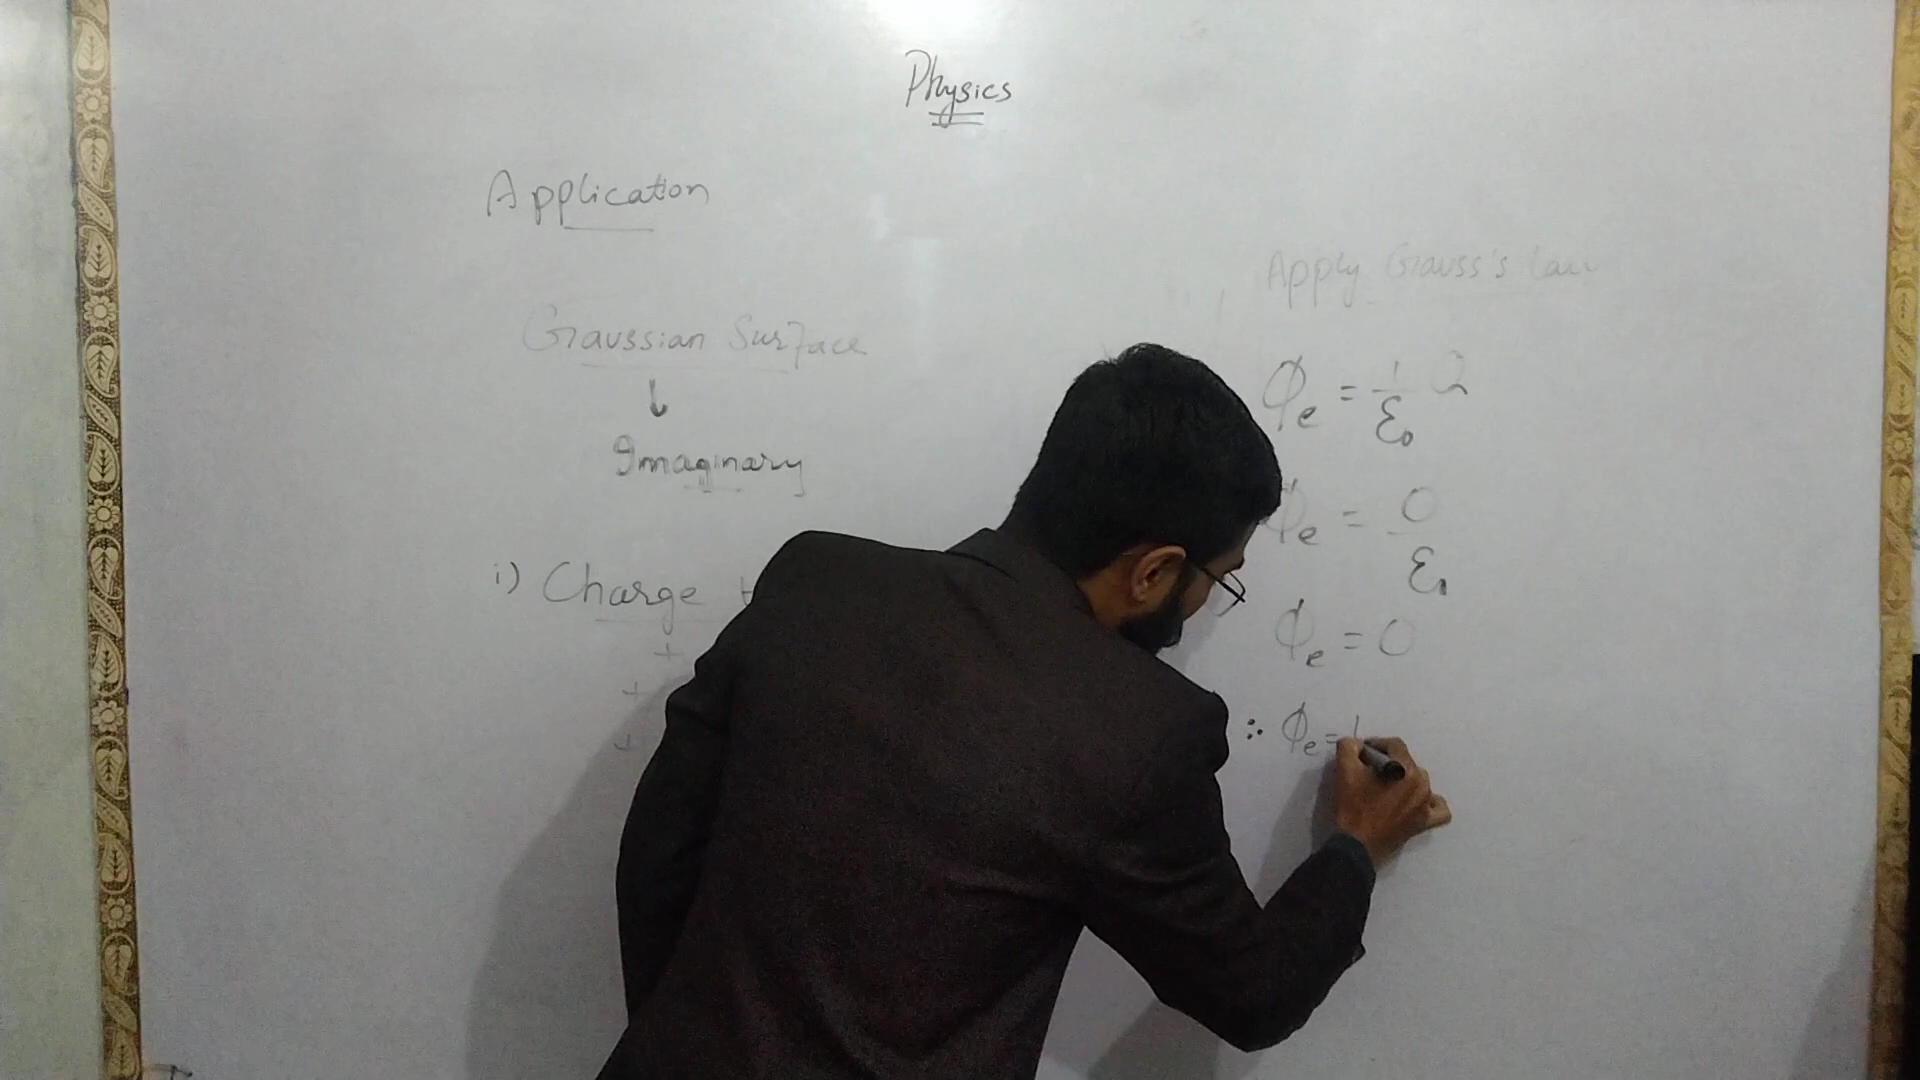 Physics
Application
Gaussian Surface
↓
Imaginary
i) Charge
+
+
+
Apply Gauss's Law
ϕe = 1/ε₀ Q
ϕe = 0/ε₀
ϕe = 0
∵ ϕe =